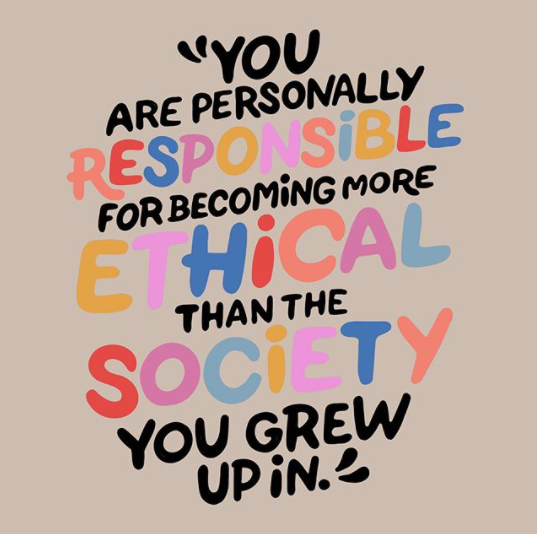 "YOU
ARE PERSONALLY
RESPONSiBLE
FOR BECOMiNG MORE
ETHiCAL
THAN THE
SOCiETY
YOU GREW
UP iN."